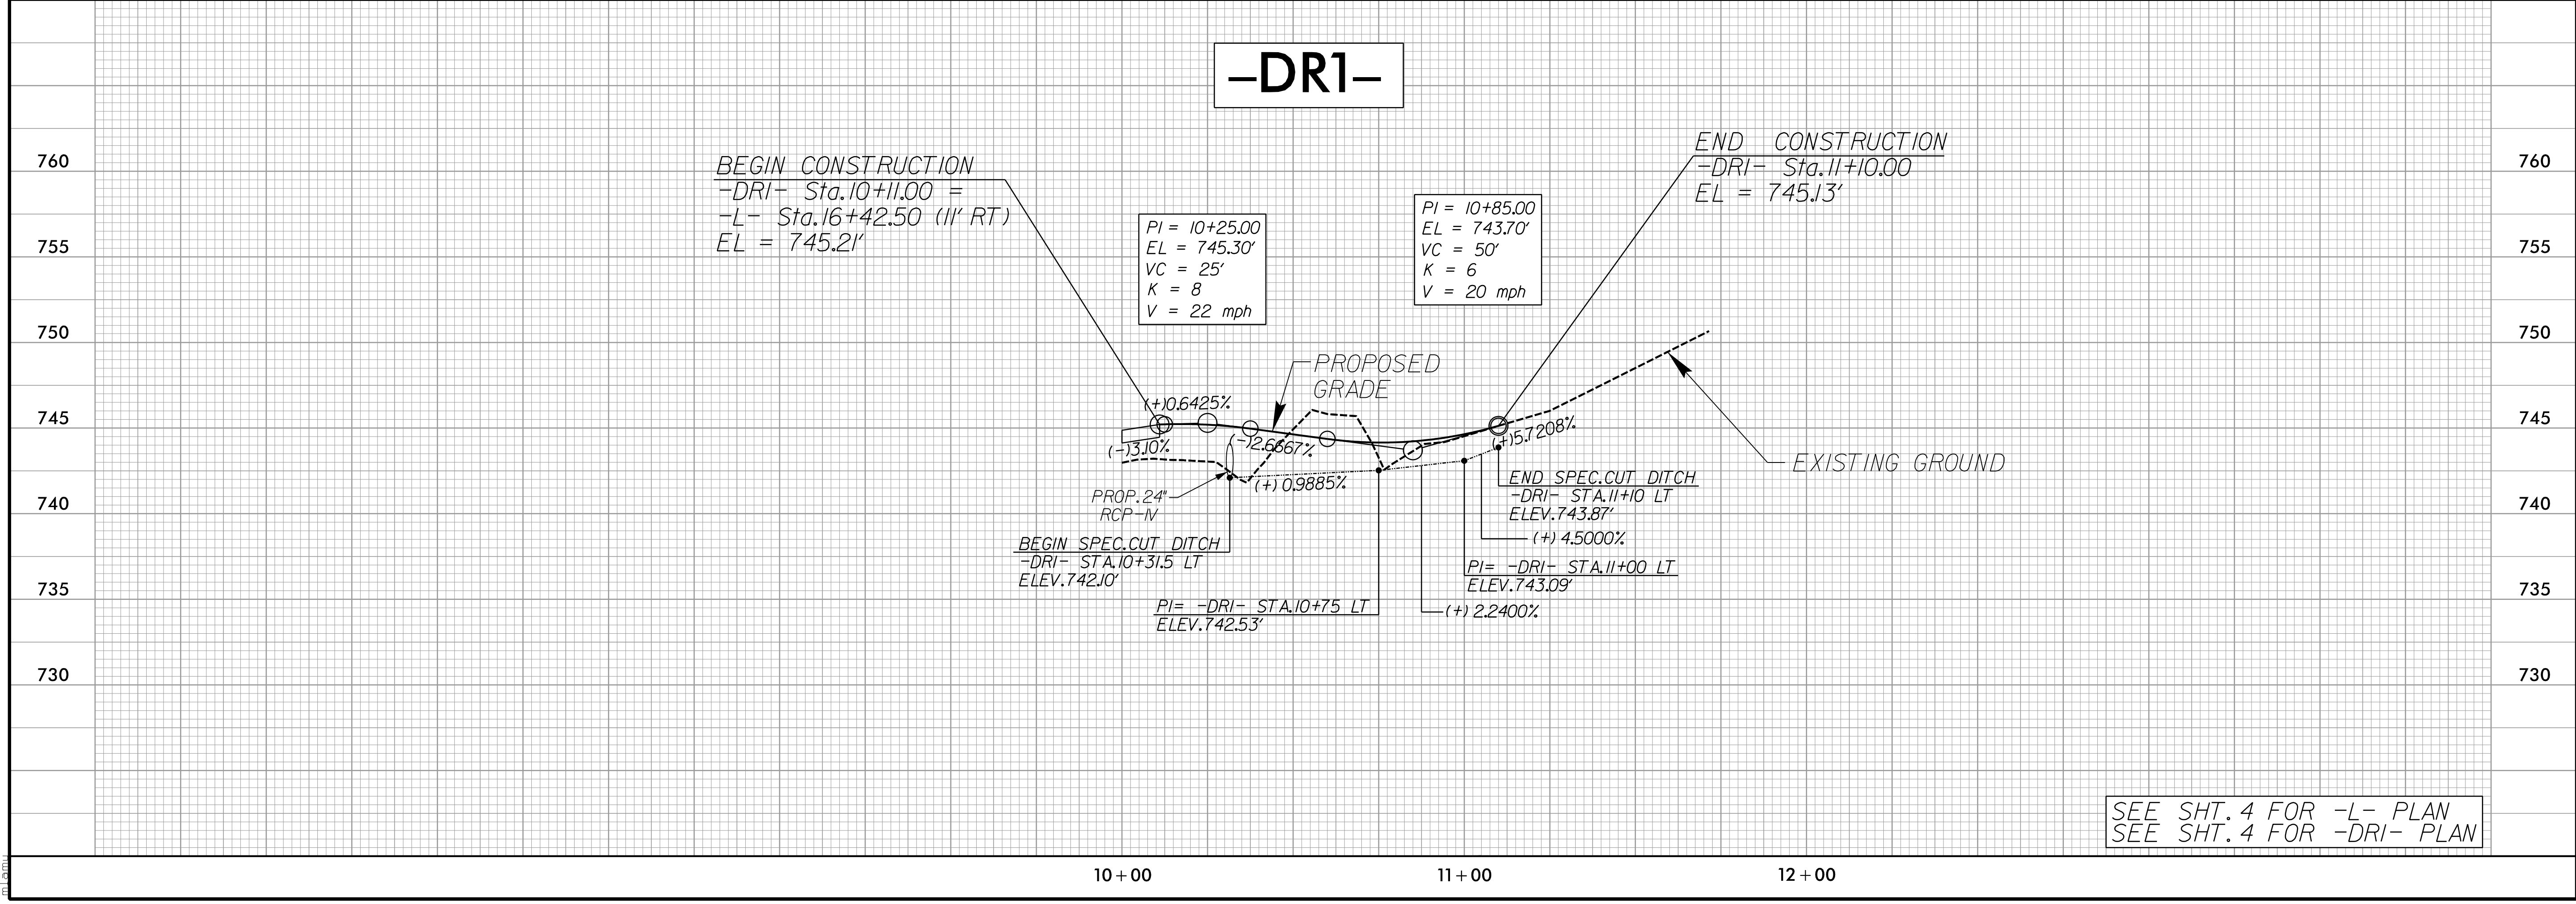 –DR1–
BEGIN CONSTRUCTION
-DR1- Sta.10+11.00 =
-L- Sta.16+42.50 (11' RT)
EL = 745.21'
END CONSTRUCTION
-DR1- Sta.11+10.00
EL = 745.13'
PI = 10+25.00
EL = 745.30'
VC = 25'
K = 8
V = 22 mph
PI = 10+85.00
EL = 743.70'
VC = 50'
K = 6
V = 20 mph
760
760
755
755
750
750
745
745
740
740
735
735
730
730
PROPOSED
GRADE
(+)0.6425%
(-)3.10%
(-)2.6667%
(+)5.7208%
(+) 0.9885%
EXISTING GROUND
PROP.24"
RCP-IV
END SPEC.CUT DITCH
-DR1- STA.11+10 LT
ELEV.743.87'
(+) 4.5000%
BEGIN SPEC.CUT DITCH
-DR1- STA.10+31.5 LT
ELEV.742.10'
PI= -DR1- STA.11+00 LT
ELEV.743.09'
PI= -DR1- STA.10+75 LT
ELEV.742.53'
(+) 2.2400%
SEE SHT. 4 FOR -L- PLAN
SEE SHT. 4 FOR -DR1- PLAN
10+00
11+00
12+00